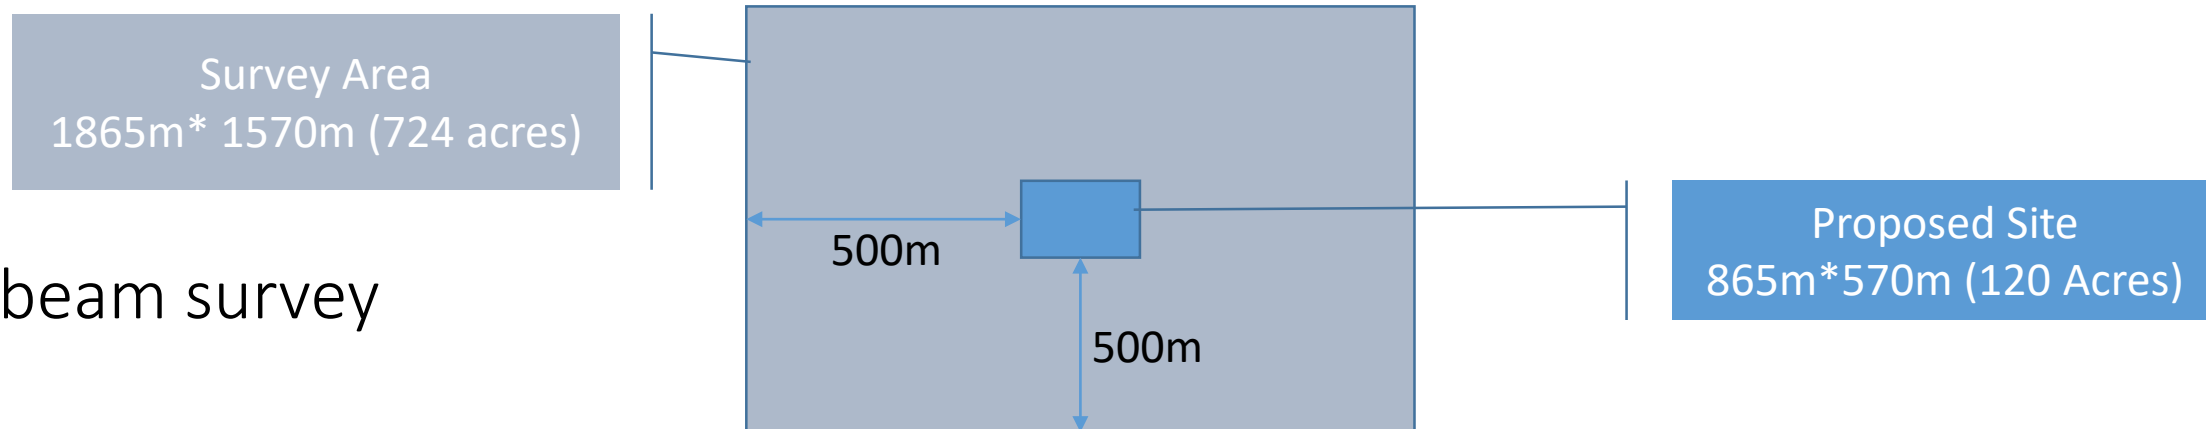 Survey Area
1865m* 1570m (724 acres)
500m
Proposed Site
865m*570m (120 Acres)
beam survey
500m